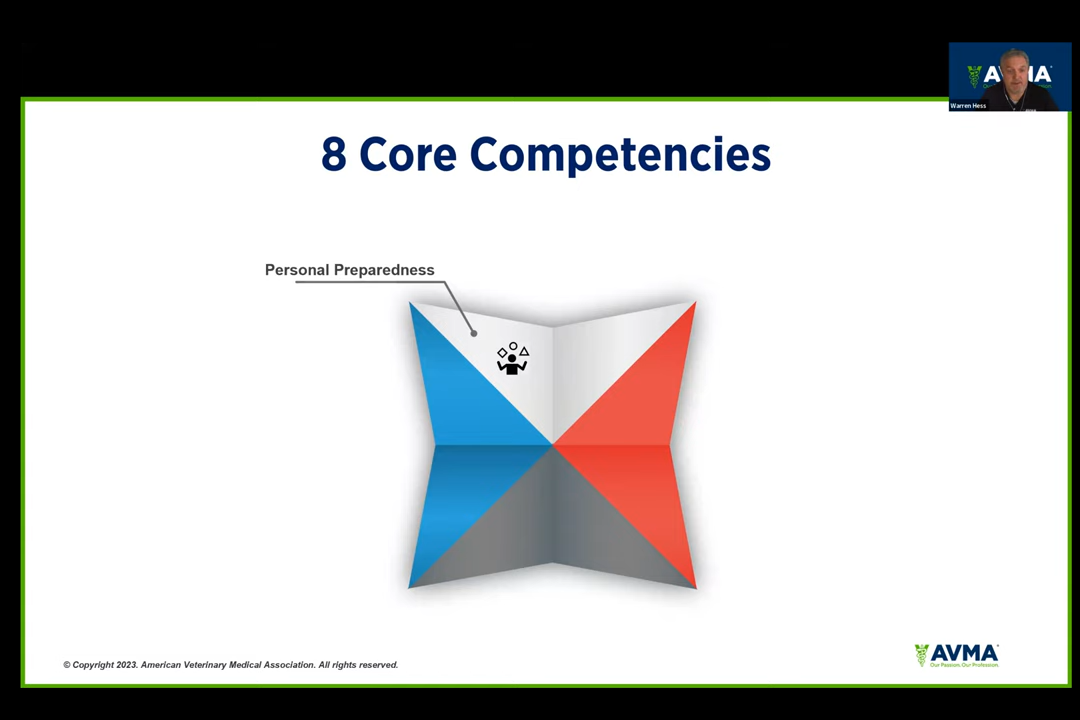 AVMA
Warren Hess
8 Core Competencies
Personal Preparedness
© Copyright 2023. American Veterinary Medical Association. All rights reserved.
AVMA
Our Passion. Our Profession.